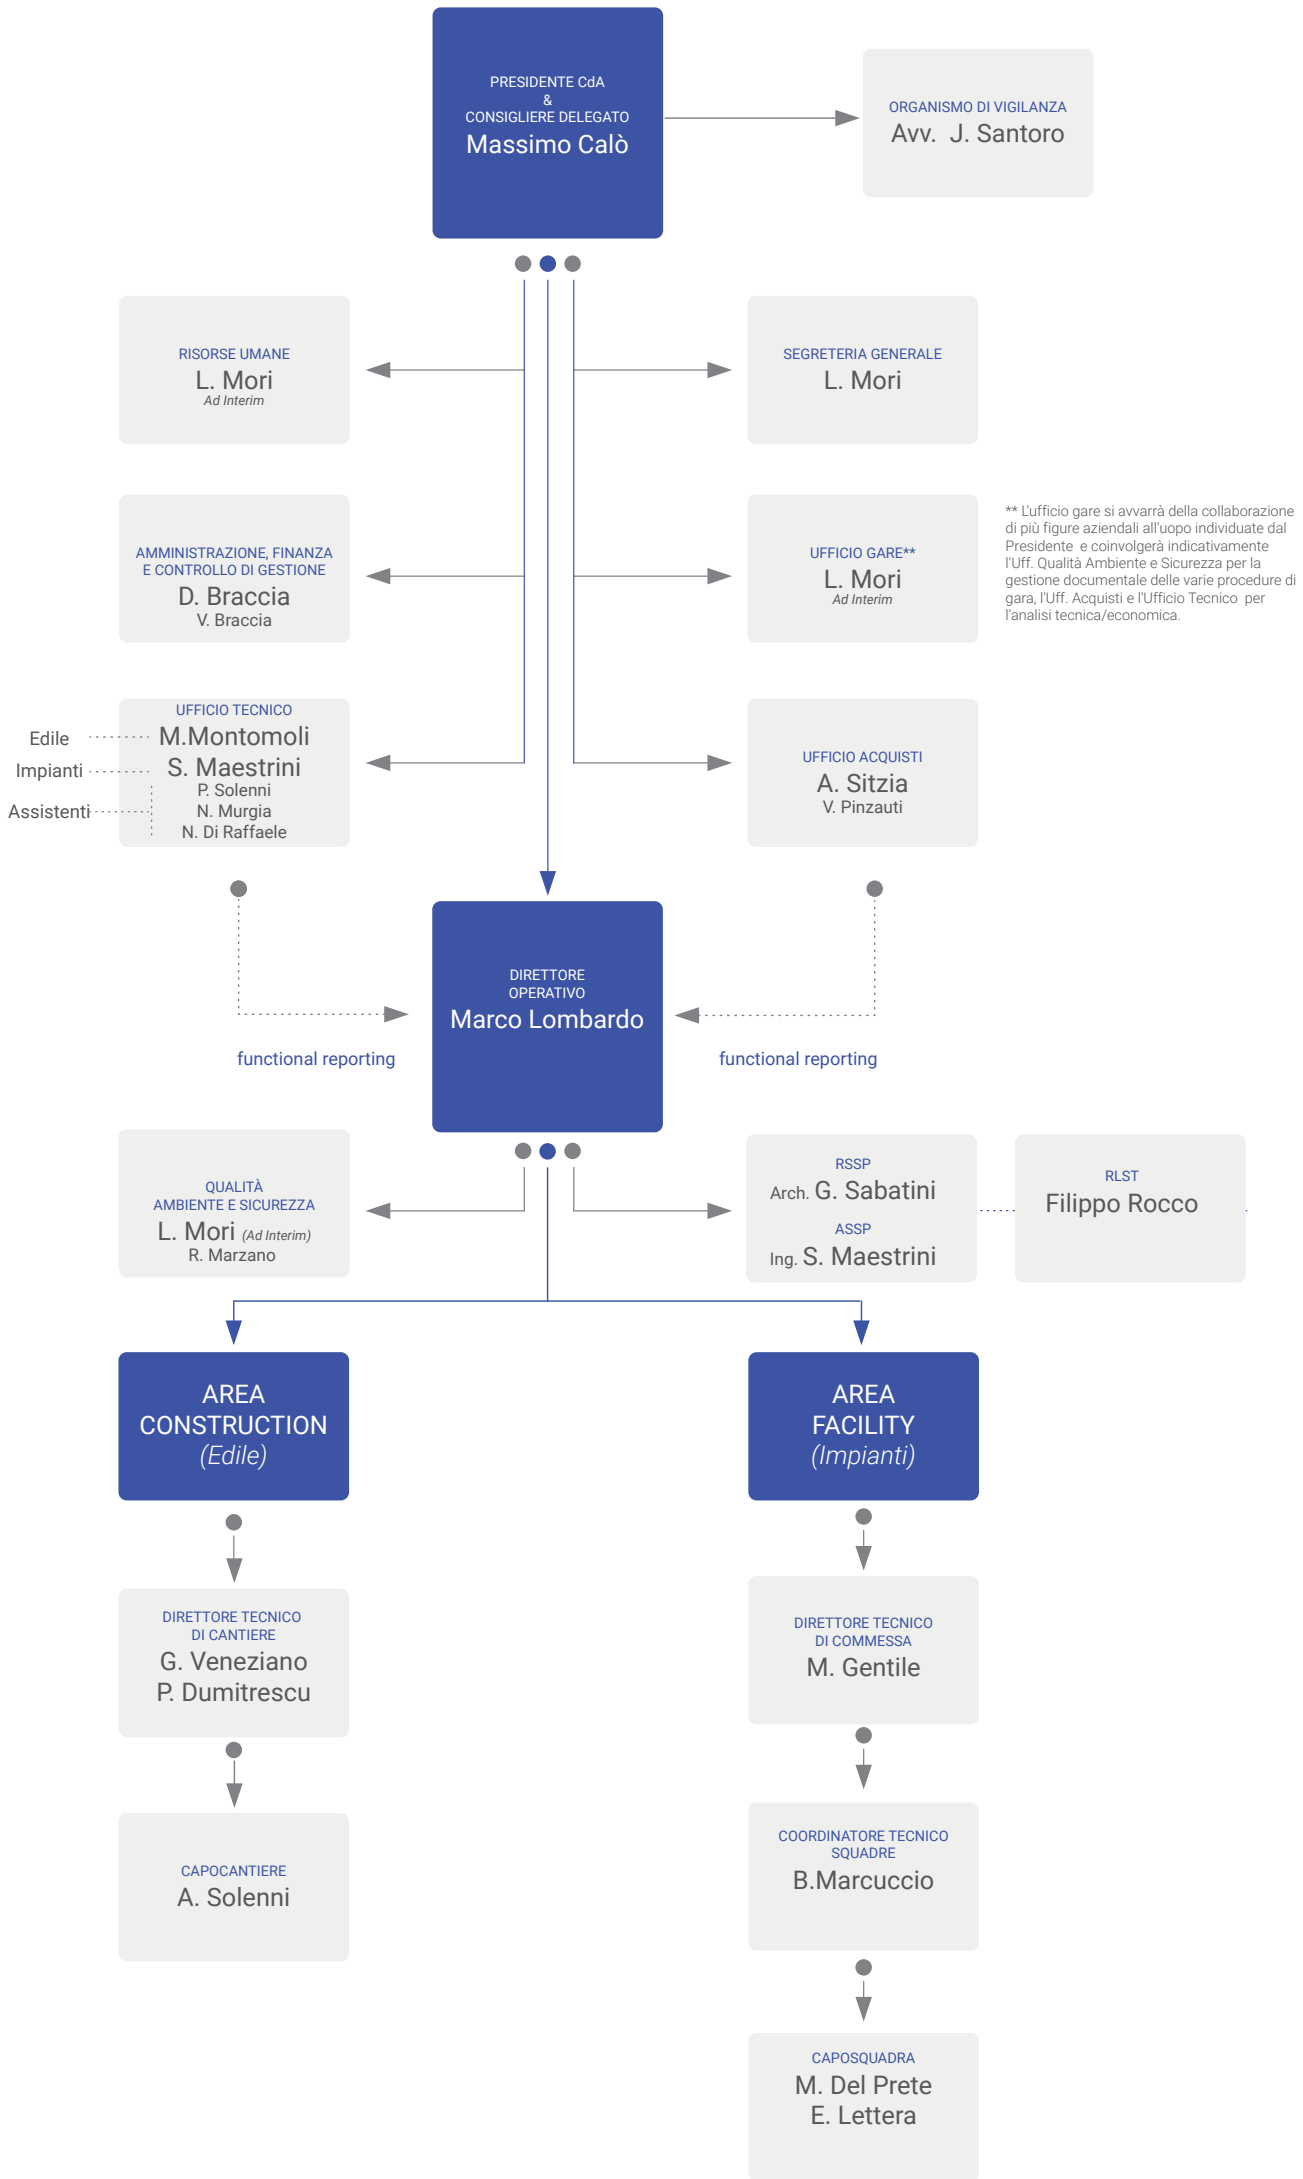 PRESIDENTE CdA
&
CONSIGLIERE DELEGATO
Massimo Calò
ORGANISMO DI VIGILANZA
Avv. J. Santoro
RISORSE UMANE
L. Mori
Ad Interim
SEGRETERIA GENERALE
L. Mori
AMMINISTRAZIONE, FINANZA
E CONTROLLO DI GESTIONE
D. Braccia
V. Braccia
UFFICIO GARE**
L. Mori
Ad Interim
** L'ufficio gare si avvarrà della collaborazione
di più figure aziendali all'uopo individuate dal
Presidente e coinvolgerà indicativamente
l'Uff. Qualità Ambiente e Sicurezza per la
gestione documentale delle varie procedure di
gara, l'Uff. Acquisti e l'Ufficio Tecnico per
l'analisi tecnica/economica.
UFFICIO TECNICO
Edile
M.Montomoli
Impianti
S. Maestrini
Assistenti
P. Solenni
N. Murgia
N. Di Raffaele
UFFICIO ACQUISTI
A. Sitzia
V. Pinzauti
DIRETTORE
OPERATIVO
Marco Lombardo
functional reporting
functional reporting
QUALITÀ
AMBIENTE E SICUREZZA
L. Mori (Ad Interim)
R. Marzano
RSSP
Arch. G. Sabatini
ASSP
Ing. S. Maestrini
RLST
Filippo Rocco
AREA
CONSTRUCTION
(Edile)
AREA
FACILITY
(Impianti)
DIRETTORE TECNICO
DI CANTIERE
G. Veneziano
P. Dumitrescu
DIRETTORE TECNICO
DI COMMESSA
M. Gentile
CAPOCANTIERE
A. Solenni
COORDINATORE TECNICO
SQUADRE
B.Marcuccio
CAPOSQUADRA
M. Del Prete
E. Lettera